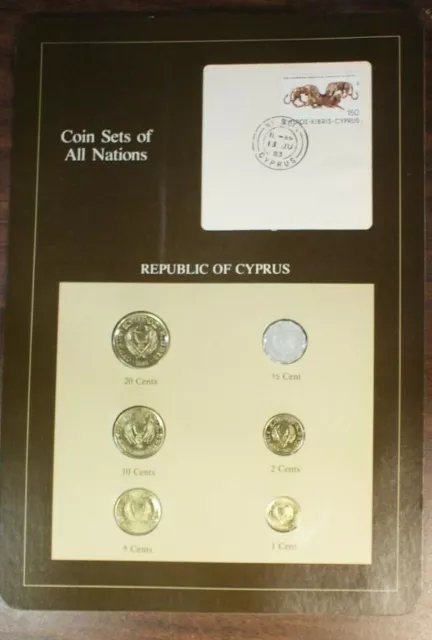 Coin Sets of
All Nations
150
KIBRIS-CYPRUS
CYPRUS
REPUBLIC OF CYPRUS
20 Cents
½ Cent
10 Cents
2 Cents
5 Cents
1 Cent